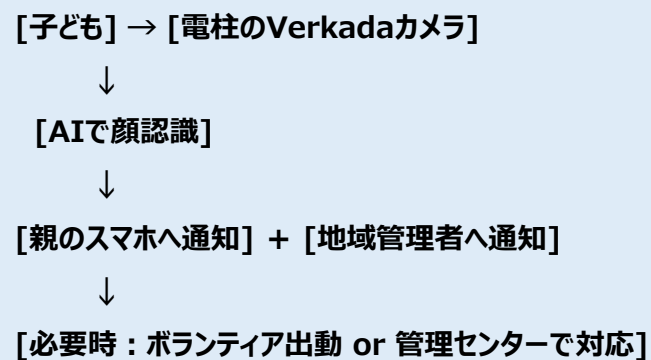 [子ども] → [電柱のVerkadaカメラ]
↓
[AIで顔認識]
↓
[親のスマホへ通知] + [地域管理者へ通知]
↓
[必要時：ボランティア出動 or 管理センターで対応]